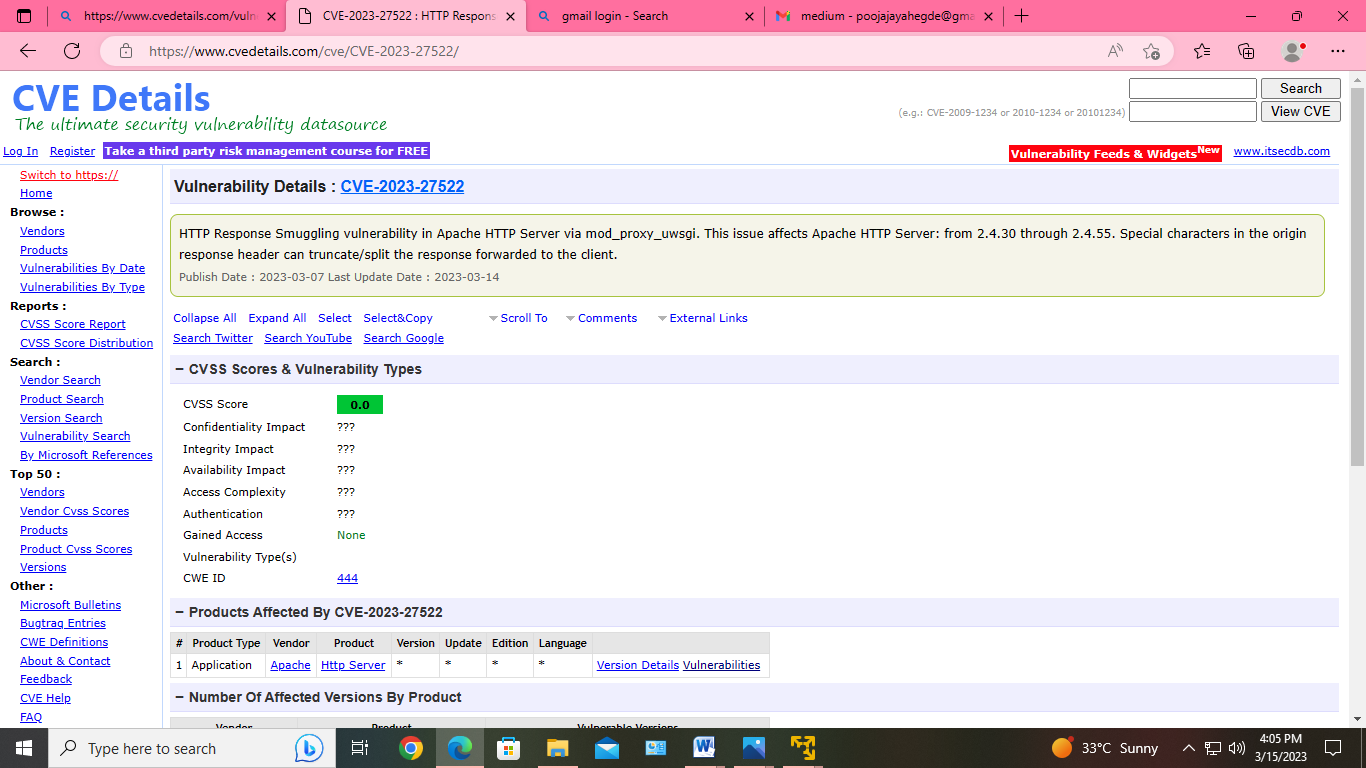 https://www.cvedetails.com/vuln
CVE-2023-27522 : HTTP Respons
gmail login - Search
medium - poojajayahegde@gma
https://www.cvedetails.com/cve/CVE-2023-27522/
CVE Details
The ultimate security vulnerability datasource
Search
(e.g.: CVE-2009-1234 or 2010-1234 or 20101234)
View CVE
Log In Register Take a third party risk management course for FREE
Vulnerability Feeds & Widgets New www.itsecdb.com
Switch to https://
Home
Browse :
Vendors
Products
Vulnerabilities By Date
Vulnerabilities By Type
Reports :
CVSS Score Report
CVSS Score Distribution
Search :
Vendor Search
Product Search
Version Search
Vulnerability Search
By Microsoft References
Top 50 :
Vendors
Vendor Cvss Scores
Products
Product Cvss Scores
Versions
Other :
Microsoft Bulletins
Bugtraq Entries
CWE Definitions
About & Contact
Feedback
CVE Help
FAQ
Vulnerability Details : CVE-2023-27522
HTTP Response Smuggling vulnerability in Apache HTTP Server via mod_proxy_uwsgi. This issue affects Apache HTTP Server: from 2.4.30 through 2.4.55. Special characters in the origin
response header can truncate/split the response forwarded to the client.
Publish Date : 2023-03-07 Last Update Date : 2023-03-14
Collapse All Expand All Select Select&Copy Scroll To Comments External Links
Search Twitter Search YouTube Search Google
− CVSS Scores & Vulnerability Types
CVSS Score 0.0
Confidentiality Impact ???
Integrity Impact ???
Availability Impact ???
Access Complexity ???
Authentication ???
Gained Access None
Vulnerability Type(s)
CWE ID 444
− Products Affected By CVE-2023-27522
# Product Type Vendor Product Version Update Edition Language
1 Application Apache Http Server * * * * Version Details Vulnerabilities
− Number Of Affected Versions By Product
Vendor Product Vulnerable Versions
Type here to search
33°C Sunny
4:05 PM
3/15/2023